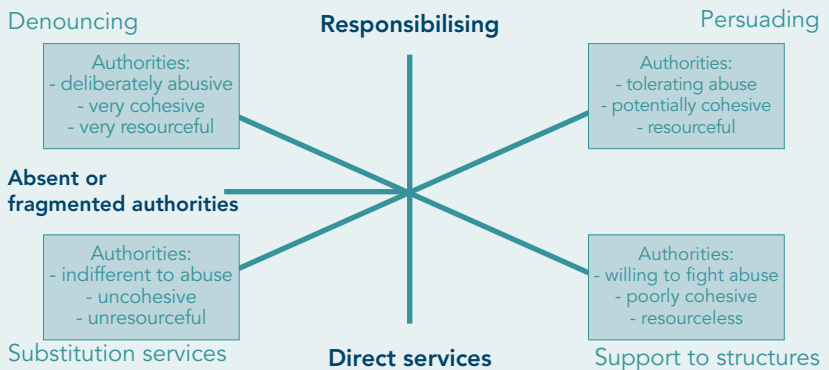 Denouncing
Responsibilising
Persuading
Authorities:
- deliberately abusive
- very cohesive
- very resourceful
Authorities:
- tolerating abuse
- potentially cohesive
- resourceful
Absent or
fragmented authorities
Authorities:
- indifferent to abuse
- uncohesive
- unresourceful
Authorities:
- willing to fight abuse
- poorly cohesive
- resourceless
Substitution services
Direct services
Support to structures